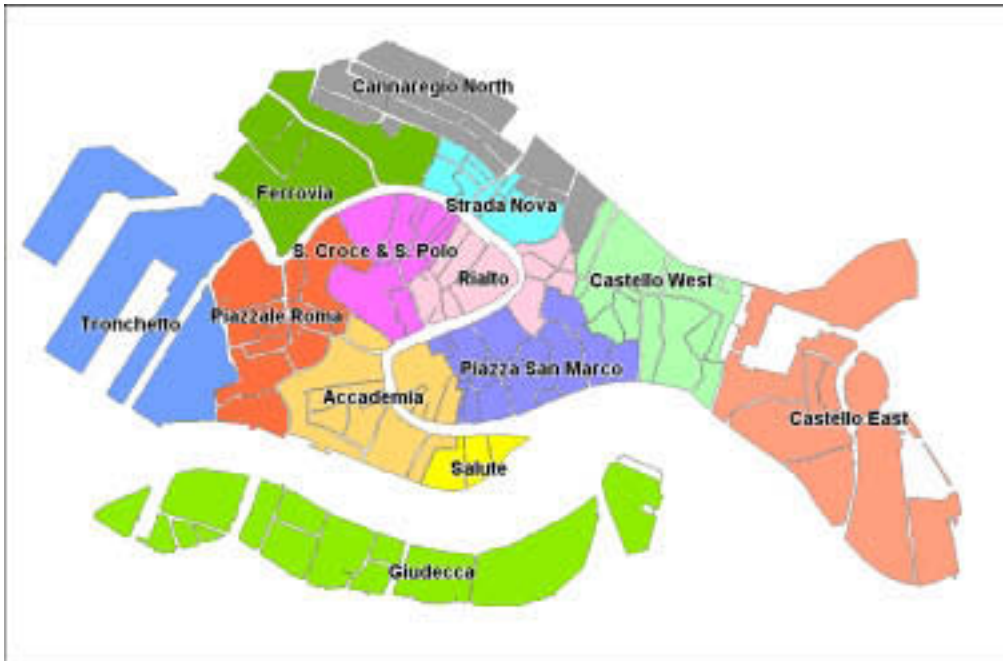 Cannaregio North
Ferrovia
Strada Nova
S. Croce & S. Polo
Rialto
Castello West
Tronchetto
Piazzale Roma
Piazza San Marco
Accademia
Castello East
Salute
Giudecca